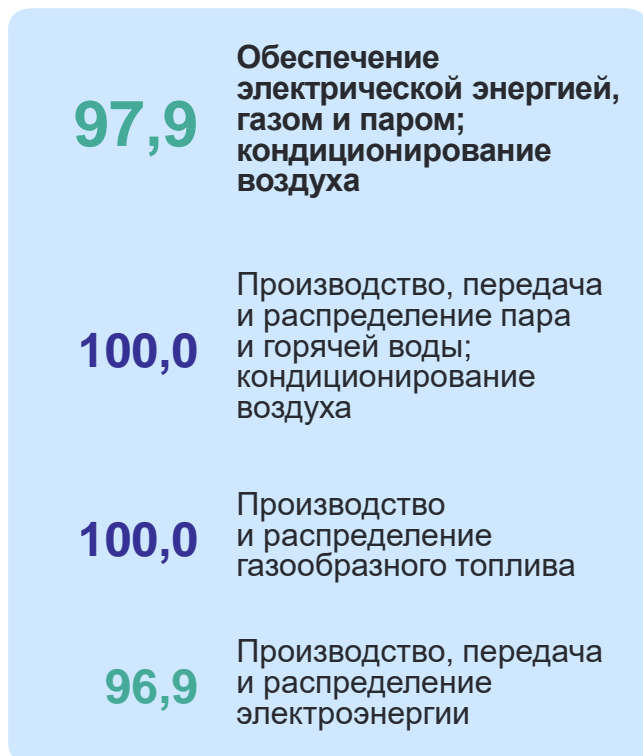 97,9
Обеспечение
электрической энергией,
газом и паром;
кондиционирование
воздуха
100,0
Производство, передача
и распределение пара
и горячей воды;
кондиционирование
воздуха
100,0
Производство
и распределение
газообразного топлива
96,9
Производство, передача
и распределение
электроэнергии